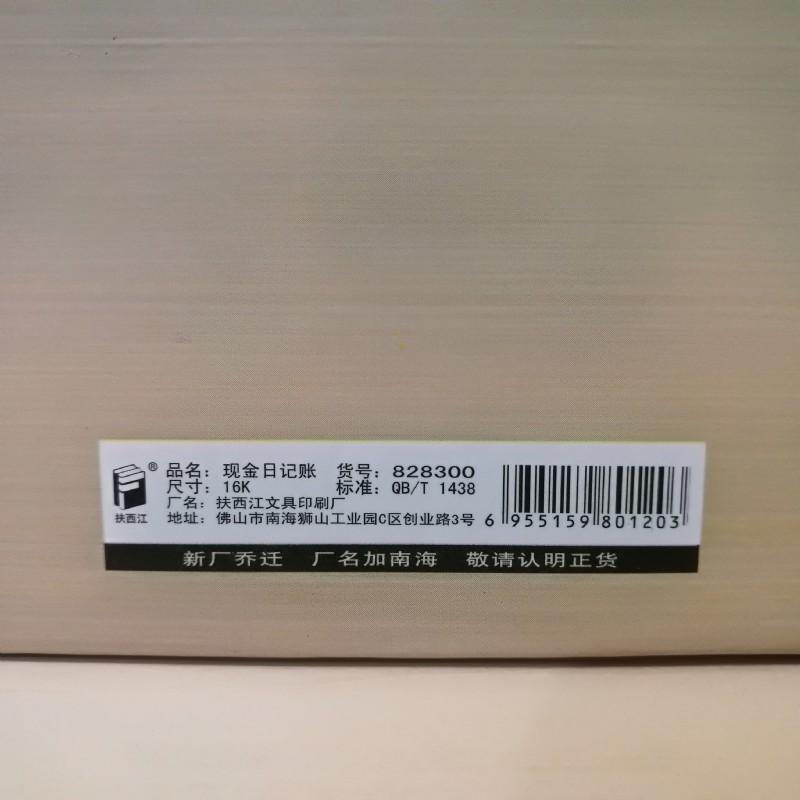 ®
品名：现金日记账 货号：828300
尺寸：16K 标准：QB/T 1438
厂名：扶西江文具印刷厂
地址：佛山市南海狮山工业园C区创业路3号
扶西江
6 955159 801203
新厂乔迁 厂名加南海 敬请认明正货